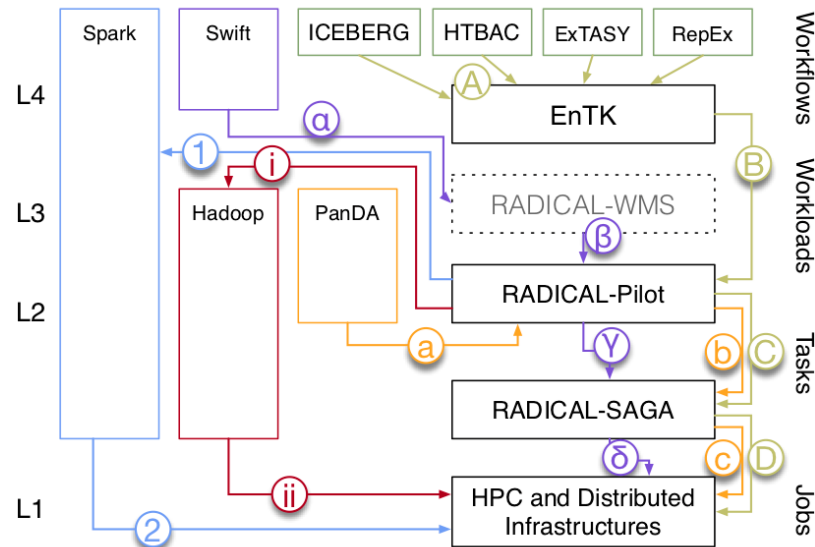 Spark
Swift
ICEBERG
HTBAC
ExTASY
RepEx
Workflows
L4
A
EnTK
α
1
i
B
L3
Hadoop
PanDA
RADICAL-WMS
Workloads
β
L2
RADICAL-Pilot
a
γ
b
C
Tasks
RADICAL-SAGA
δ
c
D
L1
ii
2
HPC and Distributed
Infrastructures
Jobs